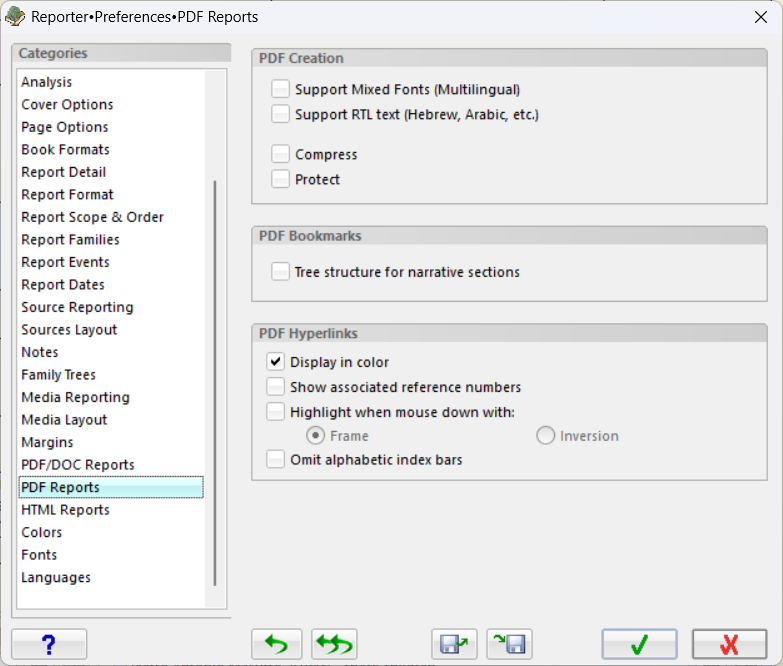 Reporter•Preferences•PDF Reports
Categories
Analysis
Cover Options
Page Options
Book Formats
Report Detail
Report Format
Report Scope & Order
Report Families
Report Events
Report Dates
Source Reporting
Sources Layout
Notes
Family Trees
Media Reporting
Media Layout
Margins
PDF/DOC Reports
PDF Reports
HTML Reports
Colors
Fonts
Languages
PDF Creation
Support Mixed Fonts (Multilingual)
Support RTL text (Hebrew, Arabic, etc.)
Compress
Protect
PDF Bookmarks
Tree structure for narrative sections
PDF Hyperlinks
Display in color
Show associated reference numbers
Highlight when mouse down with:
Frame Inversion
Omit alphabetic index bars
?